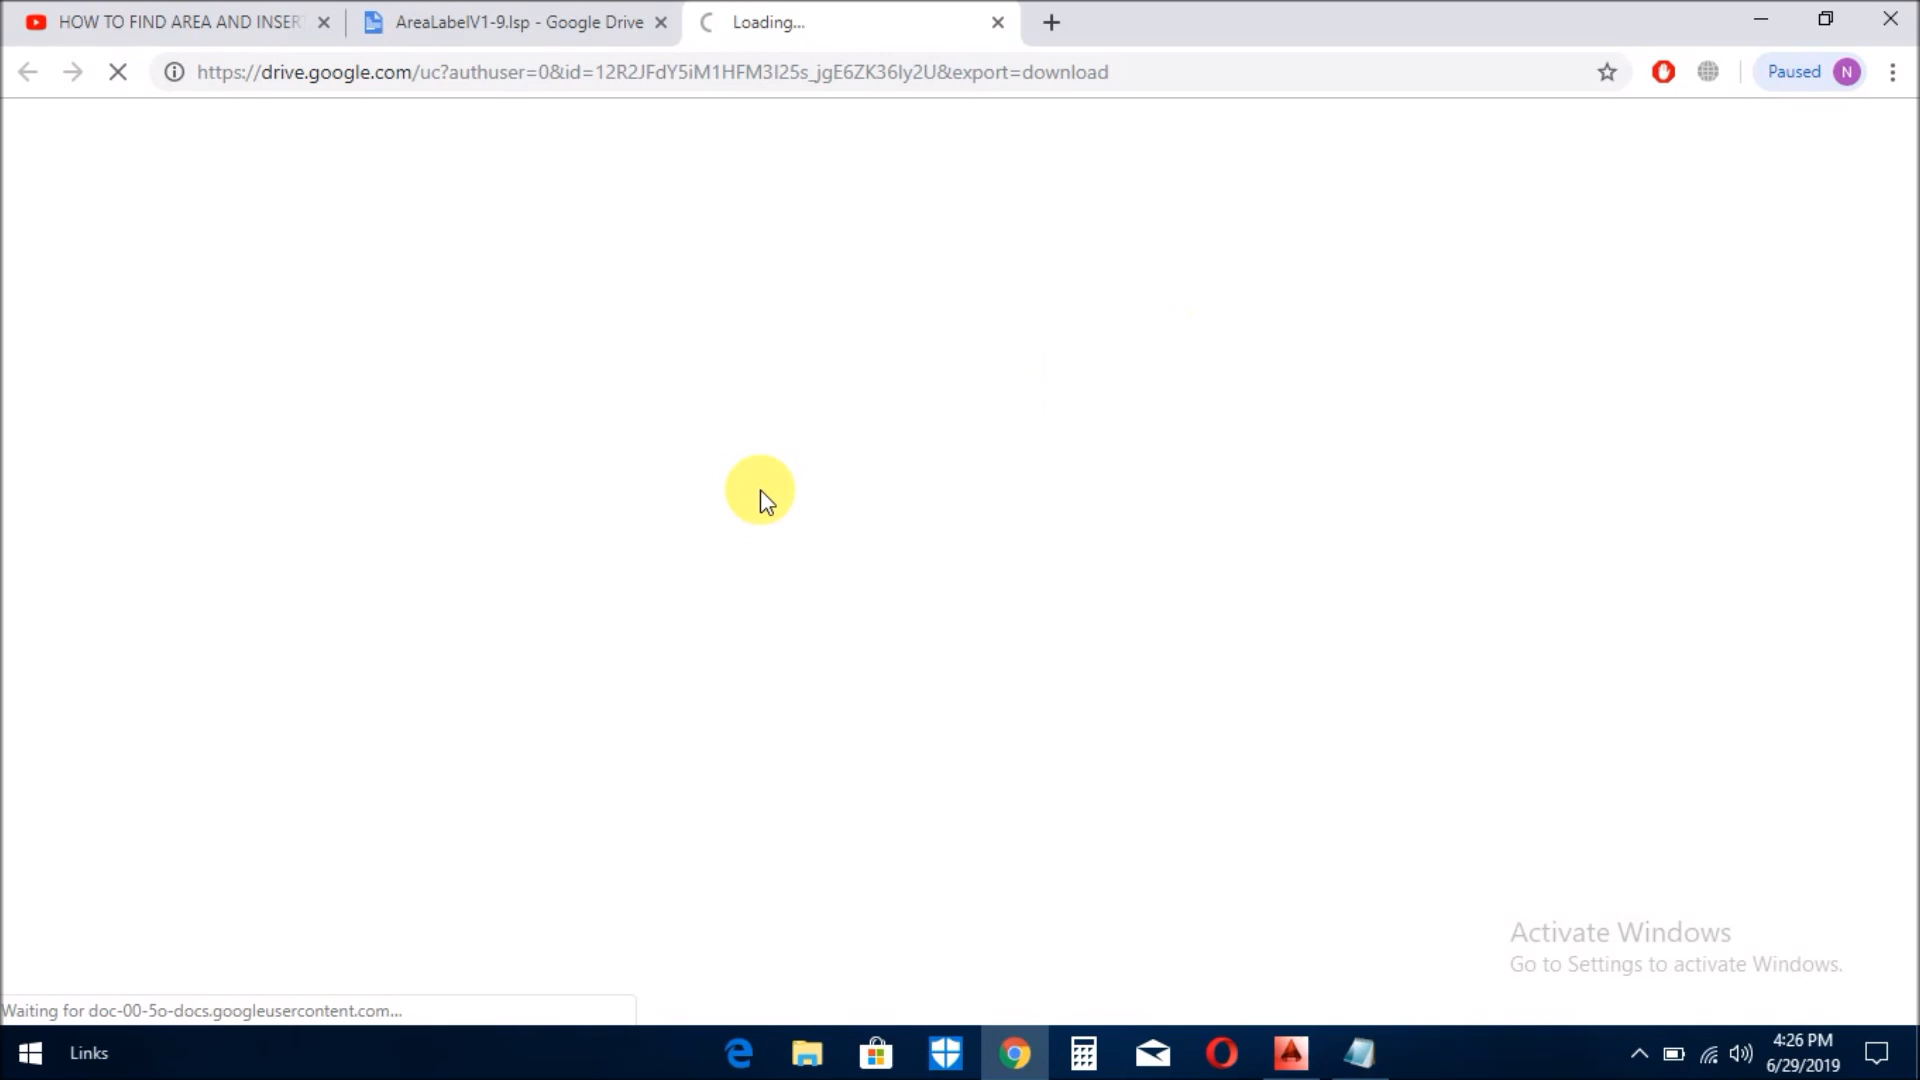 HOW TO FIND AREA AND INSER
AreaLabelV1-9.lsp - Google Drive
Loading...
https://drive.google.com/uc?authuser=0&id=12R2JFdY5iM1HFM3I25s_jgE6ZK36Iy2U&export=download
Paused N
Activate Windows
Go to Settings to activate Windows.
Waiting for doc-00-5o-docs.googleusercontent.com...
Links
4:26 PM
6/29/2019